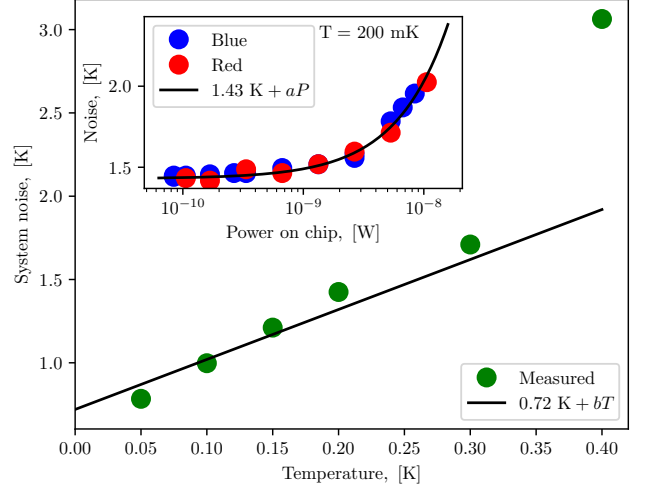 T = 200 mK
Blue
Red
1.43 K + aP
Noise, [K]
2.0
1.5
10⁻¹⁰ 10⁻⁹ 10⁻⁸
Power on chip, [W]
System noise, [K]
3.0
2.5
2.0
1.5
1.0
Measured
0.72 K + bT
0.00 0.05 0.10 0.15 0.20 0.25 0.30 0.35 0.40
Temperature, [K]